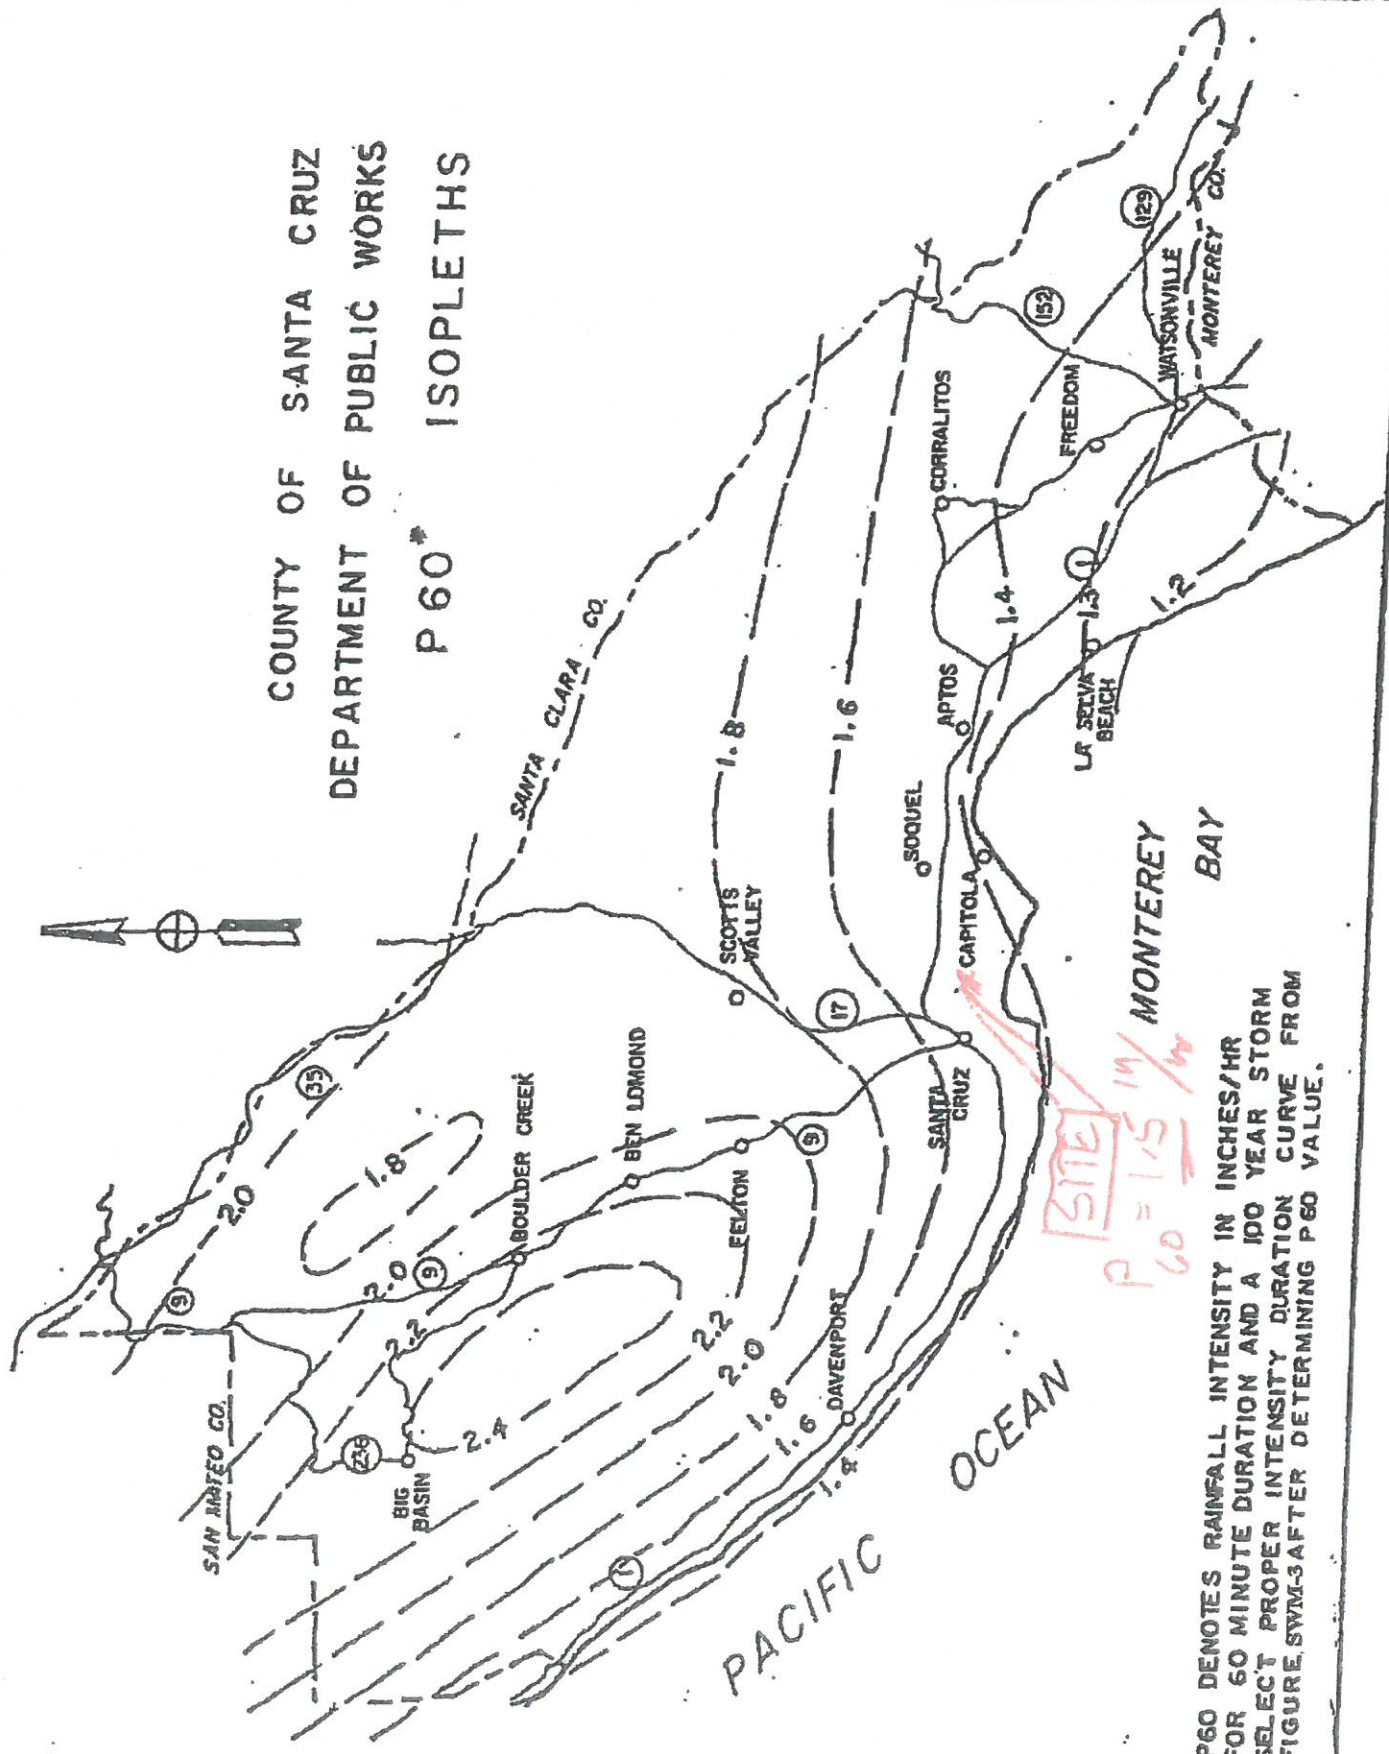 COUNTY OF SANTA CRUZ
DEPARTMENT OF PUBLIC WORKS
P 60* ISOPLETHS
SAN MATEO CO.
SANTA CLARA CO.
9
35
2.0
1.8
2.0
9
2.2
236
BIG
BASIN
2.4
BOULDER CREEK
BEN LOMOND
FELTON
9
SCOTTS
VALLEY
17
1.8
1.6
2.2
2.0
1.8
1.6
1.4
1
DAVENPORT
SANTA
CRUZ
SOQUEL
CAPITOLA
APTOS
CORRALITOS
1.4
FREEDOM
152
129
WATSONVILLE
MONTEREY CO.
1
1.3
1.2
LA SELVA
BEACH
MONTEREY
BAY
PACIFIC
OCEAN
SITE
P 60 = 1.5 in/hr
P60 DENOTES RAINFALL INTENSITY IN INCHES/HR
FOR 60 MINUTE DURATION AND A 100 YEAR STORM
SELECT PROPER INTENSITY DURATION CURVE FROM
FIGURE, SWM-3 AFTER DETERMINING P60 VALUE.